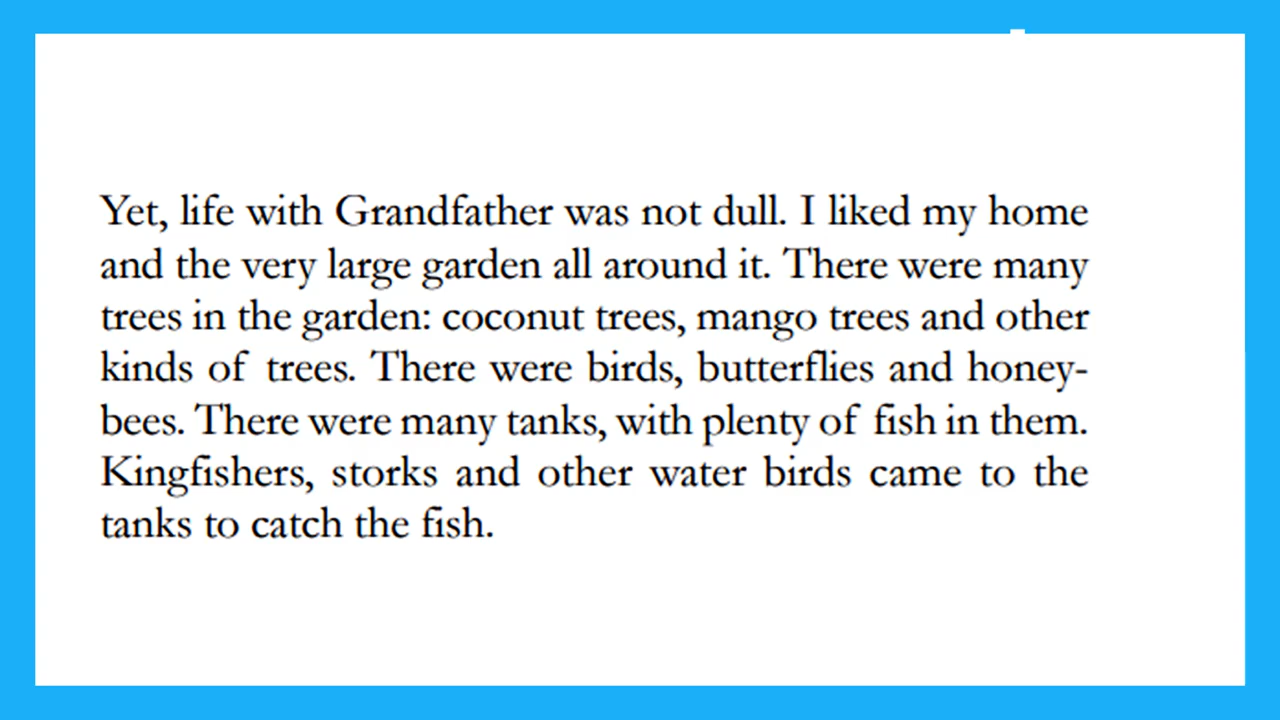 Yet, life with Grandfather was not dull. I liked my home
and the very large garden all around it. There were many
trees in the garden: coconut trees, mango trees and other
kinds of trees. There were birds, butterflies and honey-
bees. There were many tanks, with plenty of fish in them.
Kingfishers, storks and other water birds came to the
tanks to catch the fish.